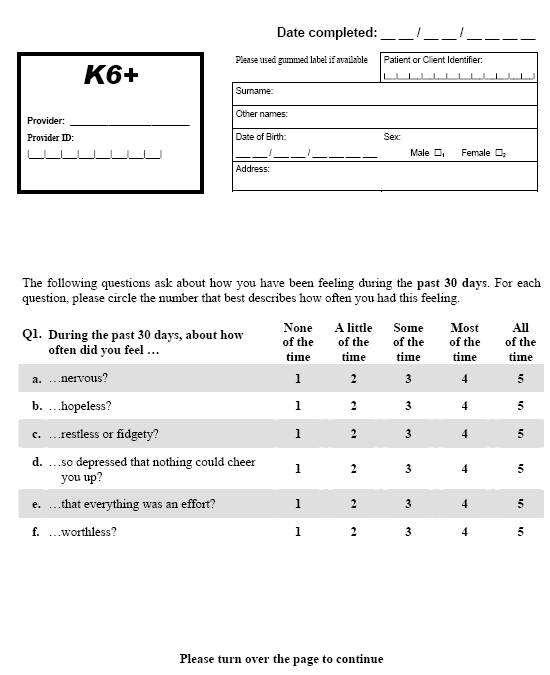 Date completed: __ __ / __ __ / __ __ __ __
K6+
Provider: ____________________
Provider ID:
Please used gummed label if available
Patient or Client Identifier:
Surname:
Other names:
Date of Birth:
Sex:
__ __/__ __/__ __ __ __
Male □1 Female □2
Address:
The following questions ask about how you have been feeling during the past 30 days. For each
question, please circle the number that best describes how often you had this feeling.
Q1. During the past 30 days, about how
often did you feel …
None of the time
A little of the time
Some of the time
Most of the time
All of the time
a. …nervous? 1 2 3 4 5
b. …hopeless? 1 2 3 4 5
c. …restless or fidgety? 1 2 3 4 5
d. …so depressed that nothing could cheer
you up? 1 2 3 4 5
e. …that everything was an effort? 1 2 3 4 5
f. …worthless? 1 2 3 4 5
Please turn over the page to continue